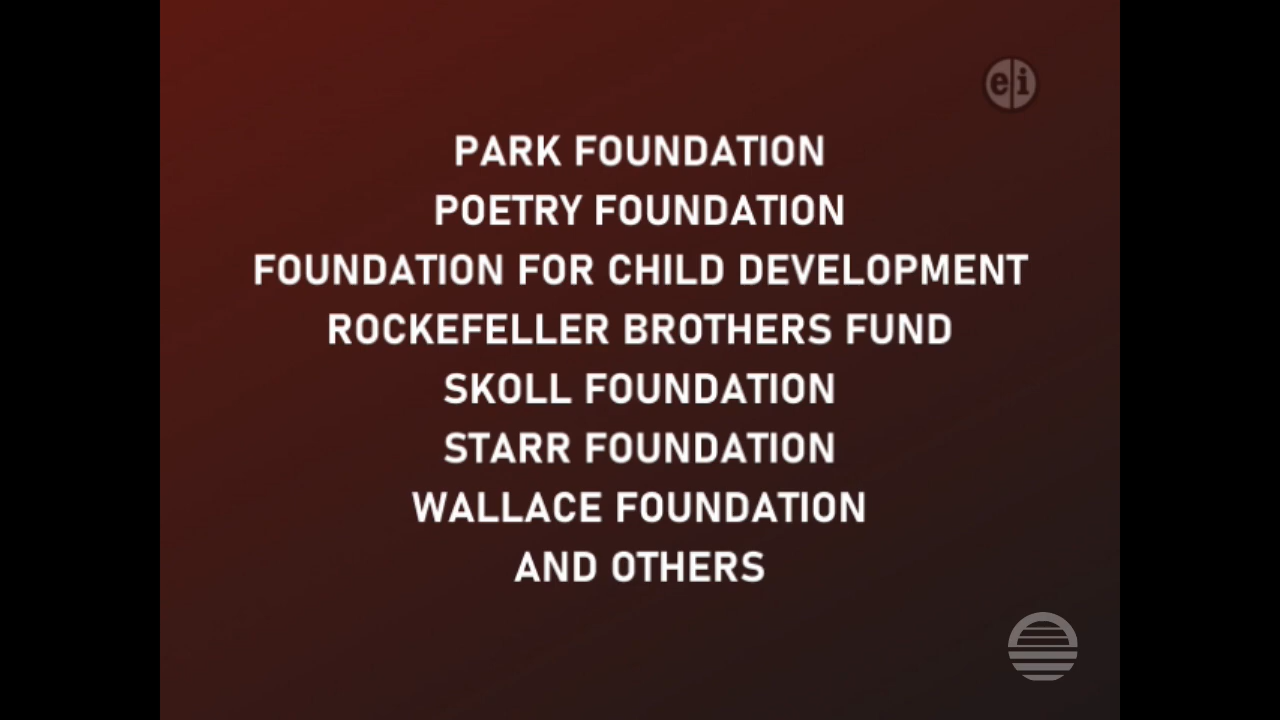 e/i
PARK FOUNDATION
POETRY FOUNDATION
FOUNDATION FOR CHILD DEVELOPMENT
ROCKEFELLER BROTHERS FUND
SKOLL FOUNDATION
STARR FOUNDATION
WALLACE FOUNDATION
AND OTHERS